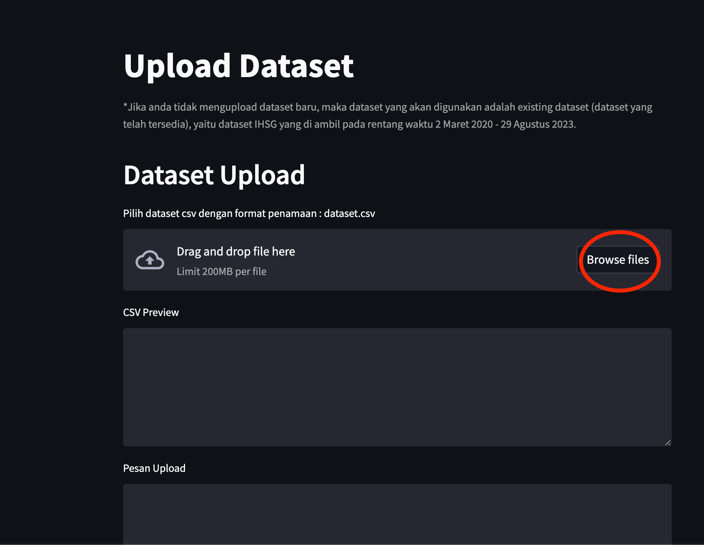 Upload Dataset
*Jika anda tidak mengupload dataset baru, maka dataset yang akan digunakan adalah existing dataset (dataset yang
telah tersedia), yaitu dataset IHSG yang di ambil pada rentang waktu 2 Maret 2020 - 29 Agustus 2023.
Dataset Upload
Pilih dataset csv dengan format penamaan : dataset.csv
Drag and drop file here
Limit 200MB per file
Browse files
CSV Preview
Pesan Upload